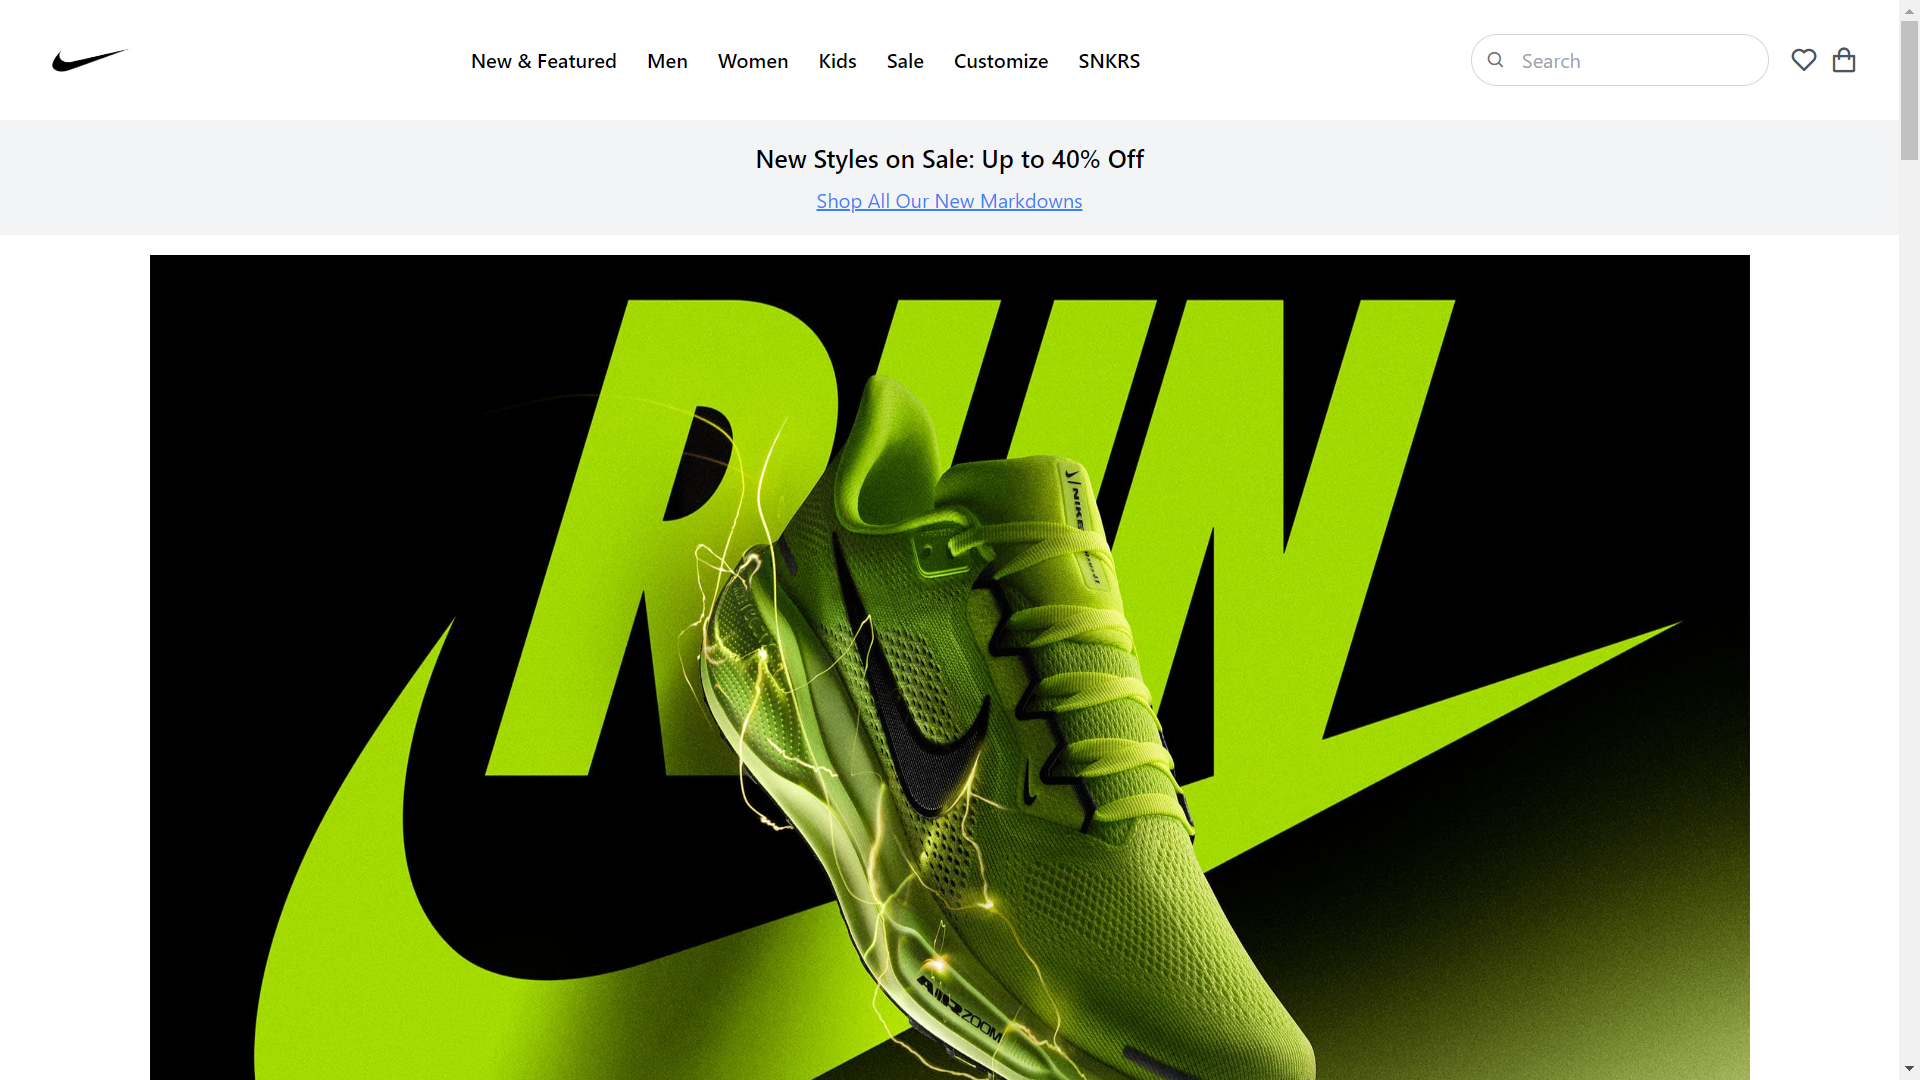 New & Featured Men Women Kids Sale Customize SNKRS Search
New Styles on Sale: Up to 40% Off
Shop All Our New Markdowns
RUN
NIKE
AIR ZOOM